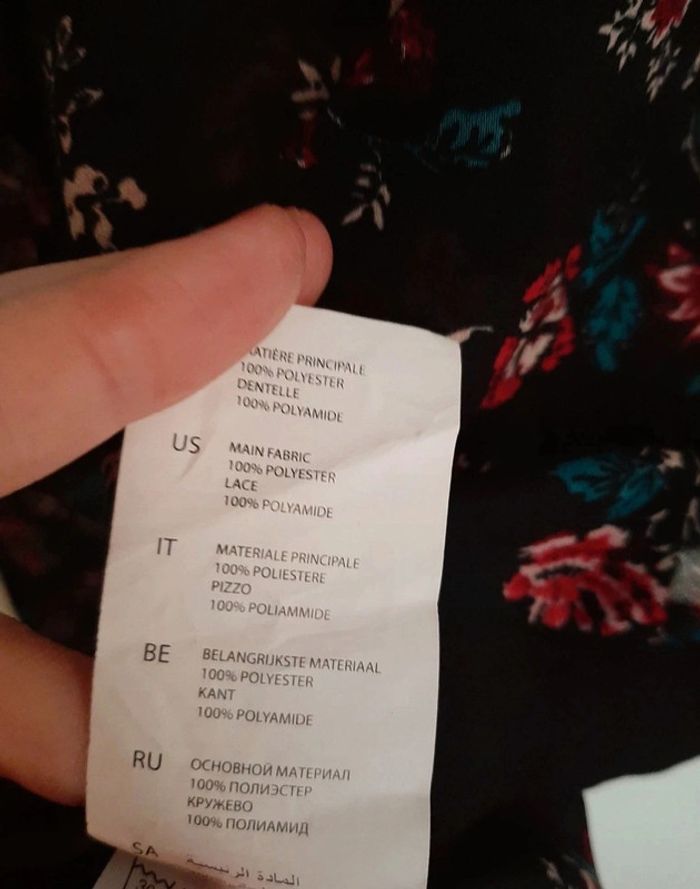 PRINCIPALE
100% POLYESTER
DENTELLE
100% POLYAMIDE
US
MAIN FABRIC
100% POLYESTER
LACE
100% POLYAMIDE
IT
MATERIALE PRINCIPALE
100% POLIESTERE
PIZZO
100% POLIAMMIDE
BE
BELANGRIJKSTE MATERIAAL
100% POLYESTER
KANT
100% POLYAMIDE
RU
ОСНОВНОЙ МАТЕРИАЛ
100% ПОЛИЭСТЕР
КРУЖЕВО
100% ПОЛИАМИД
SA
المادة الرئيسية